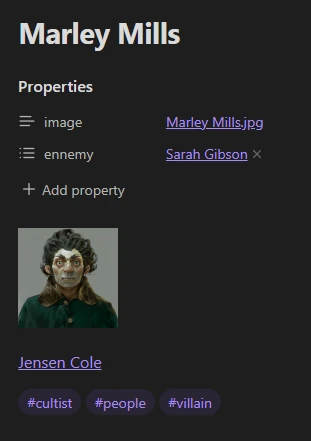 Marley Mills
Properties
image Marley Mills.jpg
ennemy Sarah Gibson ×
+ Add property
Jensen Cole
#cultist #people #villain